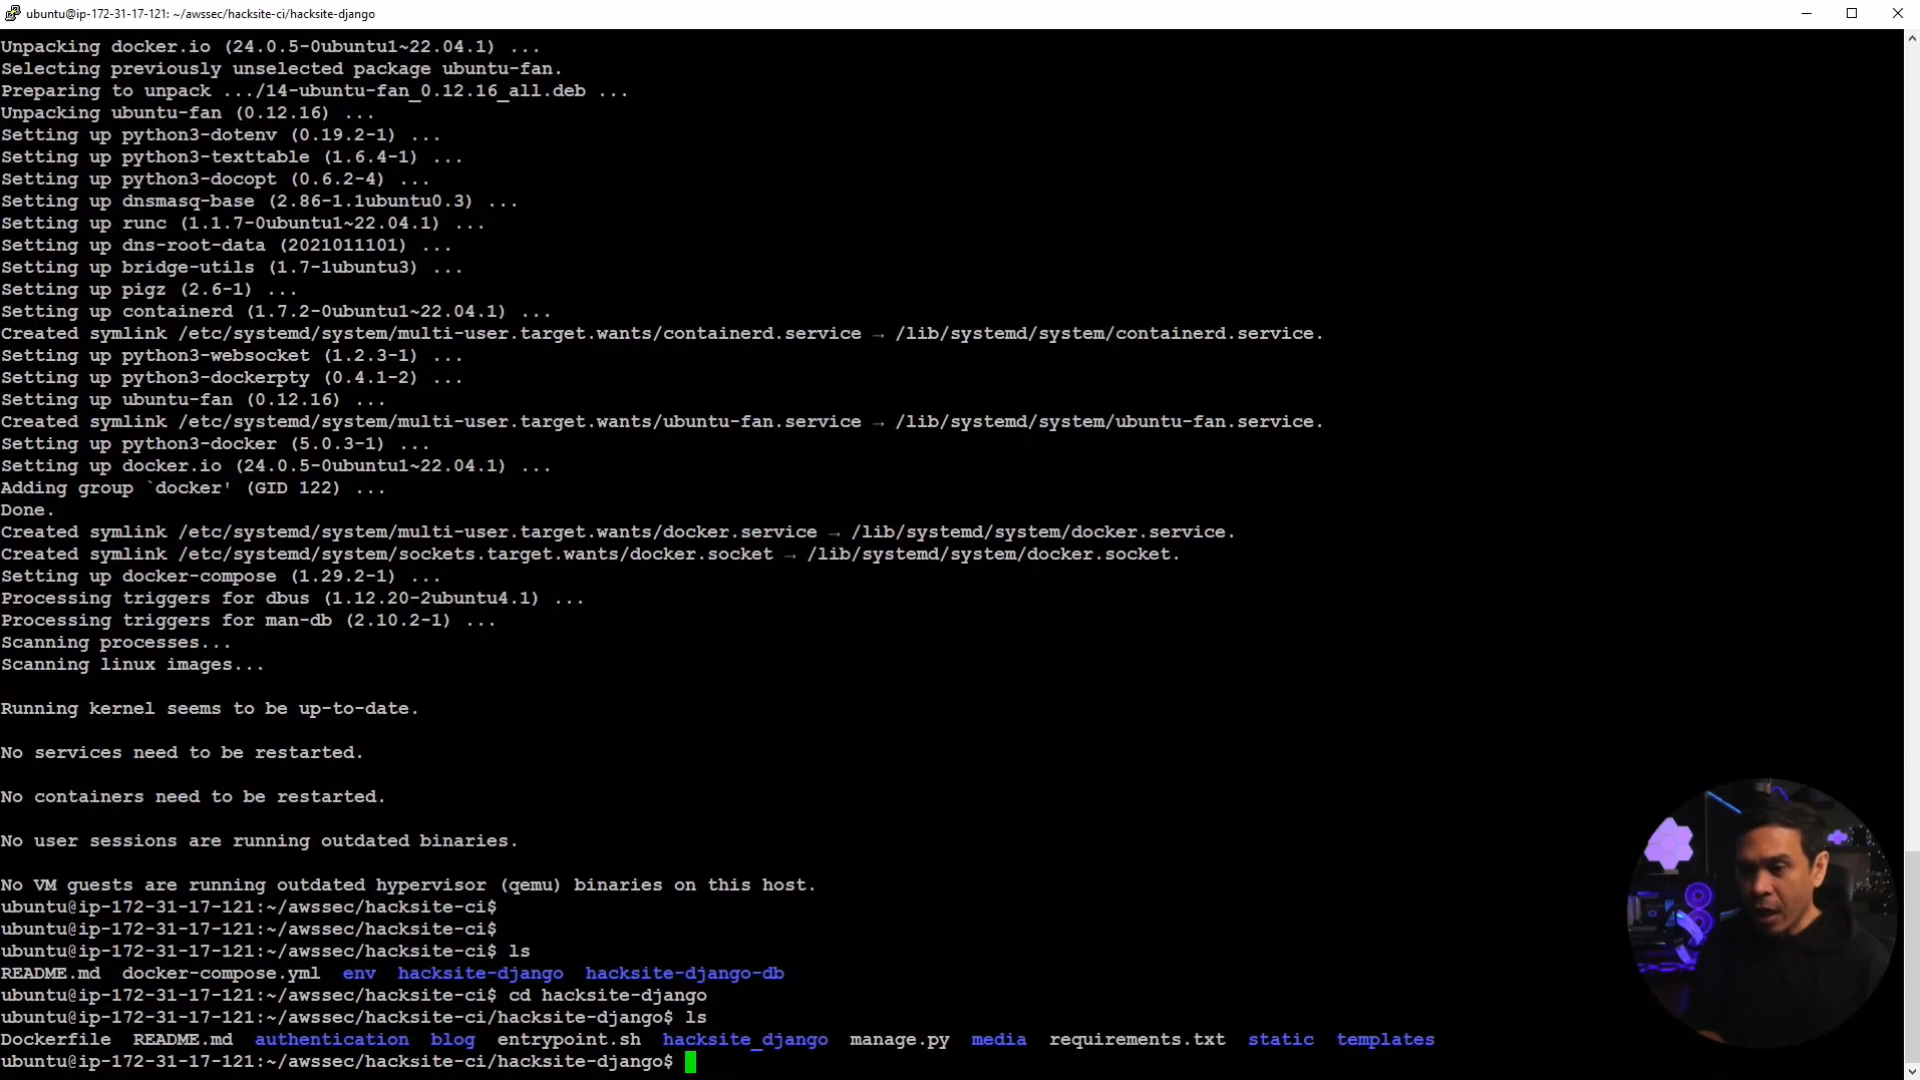 ubuntu@ip-172-31-17-121: ~/awssec/hacksite-ci/hacksite-django
Unpacking docker.io (24.0.5-0ubuntu1~22.04.1) ...
Selecting previously unselected package ubuntu-fan.
Preparing to unpack .../14-ubuntu-fan_0.12.16_all.deb ...
Unpacking ubuntu-fan (0.12.16) ...
Setting up python3-dotenv (0.19.2-1) ...
Setting up python3-texttable (1.6.4-1) ...
Setting up python3-docopt (0.6.2-4) ...
Setting up dnsmasq-base (2.86-1.1ubuntu0.3) ...
Setting up runc (1.1.7-0ubuntu1~22.04.1) ...
Setting up dns-root-data (2021011101) ...
Setting up bridge-utils (1.7-1ubuntu3) ...
Setting up pigz (2.6-1) ...
Setting up containerd (1.7.2-0ubuntu1~22.04.1) ...
Created symlink /etc/systemd/system/multi-user.target.wants/containerd.service → /lib/systemd/system/containerd.service.
Setting up python3-websocket (1.2.3-1) ...
Setting up python3-dockerpty (0.4.1-2) ...
Setting up ubuntu-fan (0.12.16) ...
Created symlink /etc/systemd/system/multi-user.target.wants/ubuntu-fan.service → /lib/systemd/system/ubuntu-fan.service.
Setting up python3-docker (5.0.3-1) ...
Setting up docker.io (24.0.5-0ubuntu1~22.04.1) ...
Adding group `docker' (GID 122) ...
Done.
Created symlink /etc/systemd/system/multi-user.target.wants/docker.service → /lib/systemd/system/docker.service.
Created symlink /etc/systemd/system/sockets.target.wants/docker.socket → /lib/systemd/system/docker.socket.
Setting up docker-compose (1.29.2-1) ...
Processing triggers for dbus (1.12.20-2ubuntu4.1) ...
Processing triggers for man-db (2.10.2-1) ...
Scanning processes...
Scanning linux images...
Running kernel seems to be up-to-date.
No services need to be restarted.
No containers need to be restarted.
No user sessions are running outdated binaries.
No VM guests are running outdated hypervisor (qemu) binaries on this host.
ubuntu@ip-172-31-17-121:~/awssec/hacksite-ci$
ubuntu@ip-172-31-17-121:~/awssec/hacksite-ci$
ubuntu@ip-172-31-17-121:~/awssec/hacksite-ci$ ls
README.md docker-compose.yml env hacksite-django hacksite-django-db
ubuntu@ip-172-31-17-121:~/awssec/hacksite-ci$ cd hacksite-django
ubuntu@ip-172-31-17-121:~/awssec/hacksite-ci/hacksite-django$ ls
Dockerfile README.md authentication blog entrypoint.sh hacksite_django manage.py media requirements.txt static templates
ubuntu@ip-172-31-17-121:~/awssec/hacksite-ci/hacksite-django$